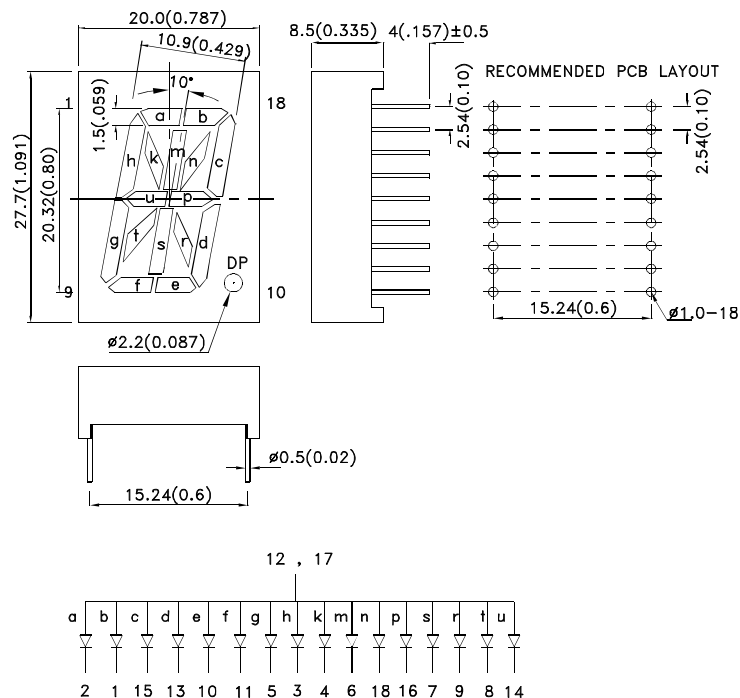 20.0(0.787)
10.9(0.429)
10°
8.5(0.335) 4(.157)±0.5
RECOMMENDED PCB LAYOUT
1 18
1.5(.059)
27.7(1.091)
20.32(0.80)
2.54(0.10)
2.54(0.10)
a b
h k m n c
u p
g t s r d
f e
DP
9 10
ø2.2(0.087)
15.24(0.6)
ø1.0-18
ø0.5(0.02)
15.24(0.6)
12 , 17
a b c d e f g h k m n p s r t u
2 1 15 13 10 11 5 3 4 6 18 16 7 9 8 14